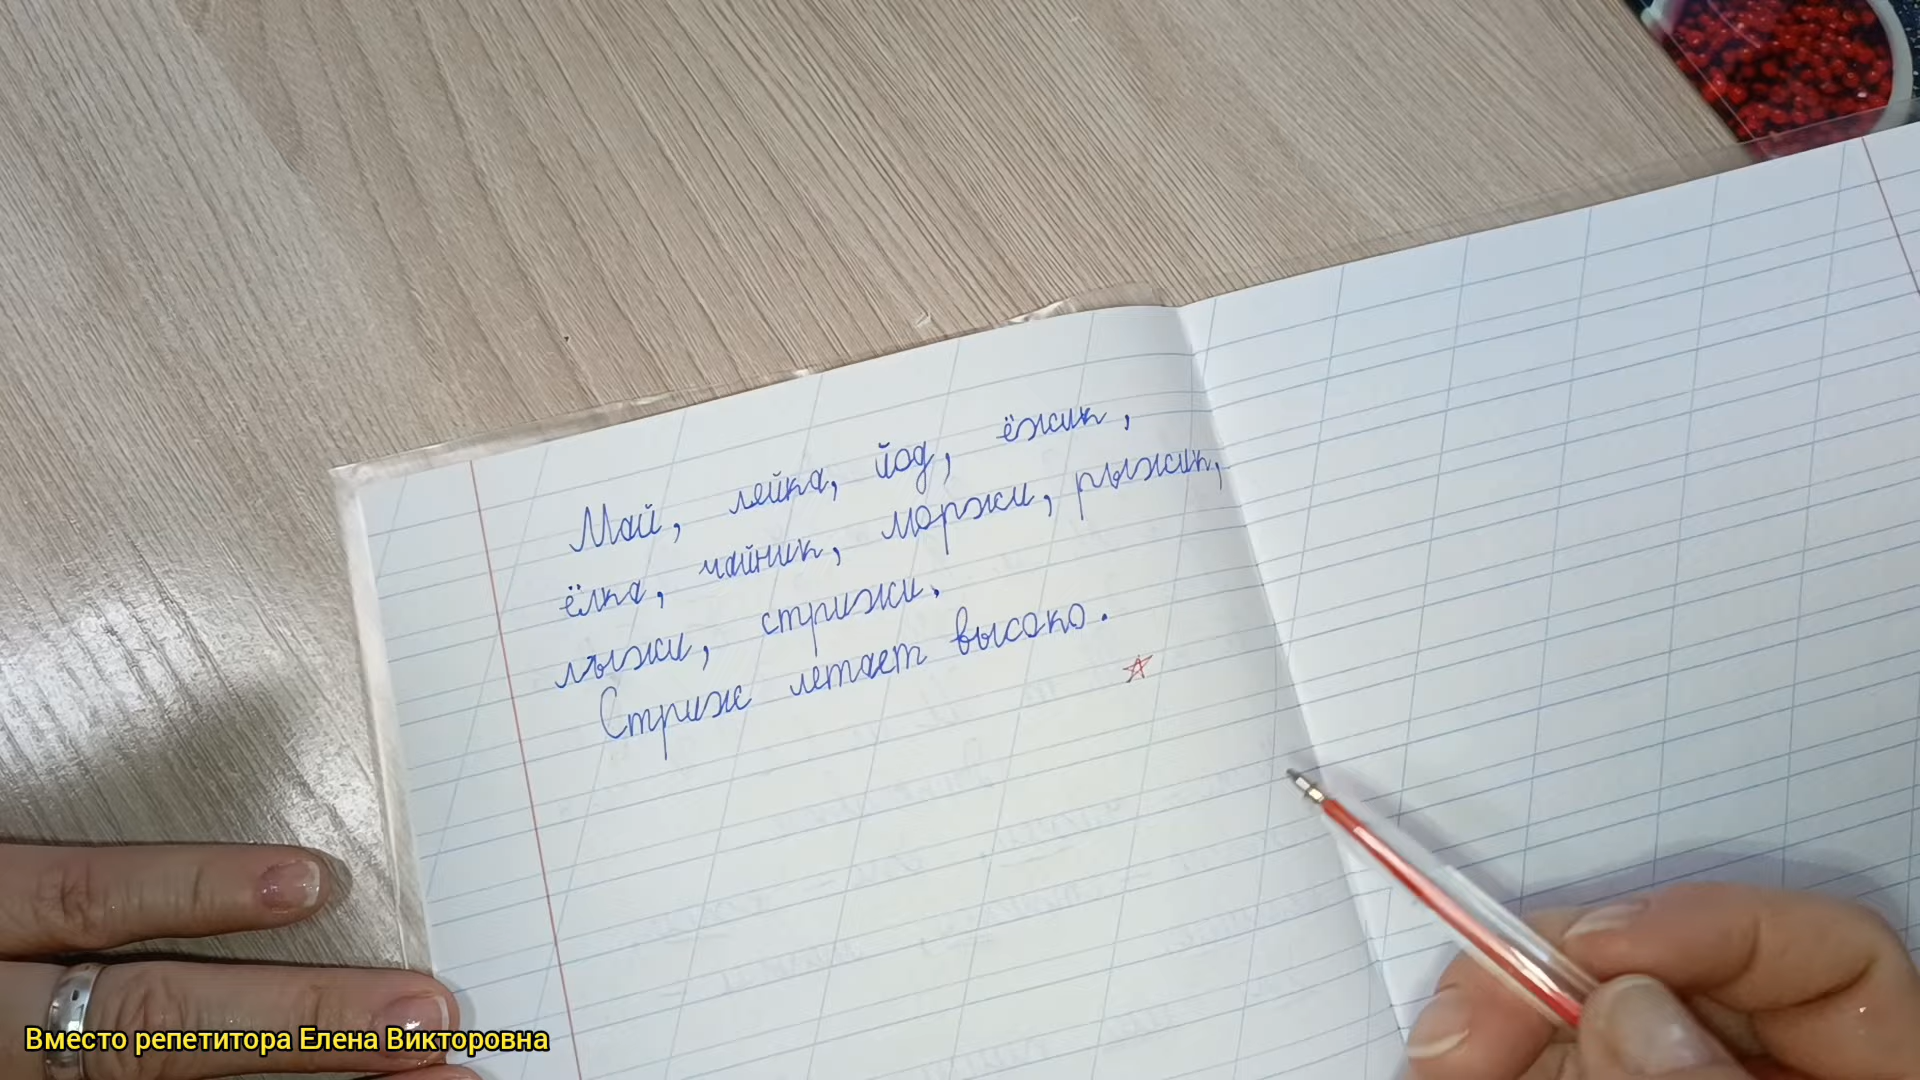 Май, лейка, йод, ёжик,
ёлка, чайник, моржи, рыжик,
лыжи, стрижи.
Стриж летает высоко.
Вместо репетитора Елена Викторовна